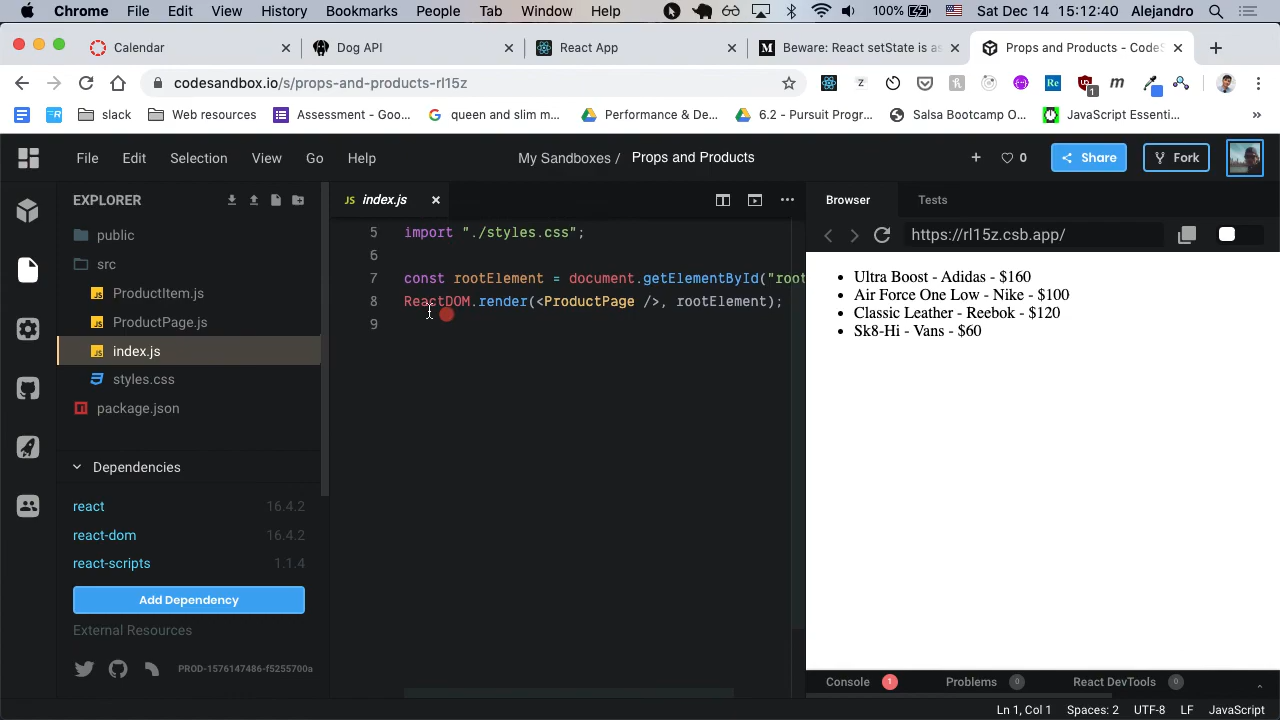 Chrome File Edit View History Bookmarks People Tab Window Help 100% Sat Dec 14 15:12:40 Alejandro
Calendar Dog API React App Beware: React setState is as Props and Products - CodeS
codesandbox.io/s/props-and-products-rl15z
slack Web resources Assessment - Goo... queen and slim m... Performance & De... 6.2 - Pursuit Progr... Salsa Bootcamp O... JavaScript Essenti...
File Edit Selection View Go Help My Sandboxes / Props and Products 0 Share Fork
EXPLORER
public
src
ProductItem.js
ProductPage.js
index.js
styles.css
package.json
Dependencies
react 16.4.2
react-dom 16.4.2
react-scripts 1.1.4
Add Dependency
External Resources
PROD-1576147486-f5255700a
JS index.js
5 import "./styles.css";
6
7 const rootElement = document.getElementById("root
8 ReactDOM.render(<ProductPage />, rootElement);
9
Browser Tests
https://rl15z.csb.app/
Ultra Boost - Adidas - $160
Air Force One Low - Nike - $100
Classic Leather - Reebok - $120
Sk8-Hi - Vans - $60
Console 1 Problems 0 React DevTools 0
Ln 1, Col 1 Spaces: 2 UTF-8 LF JavaScript